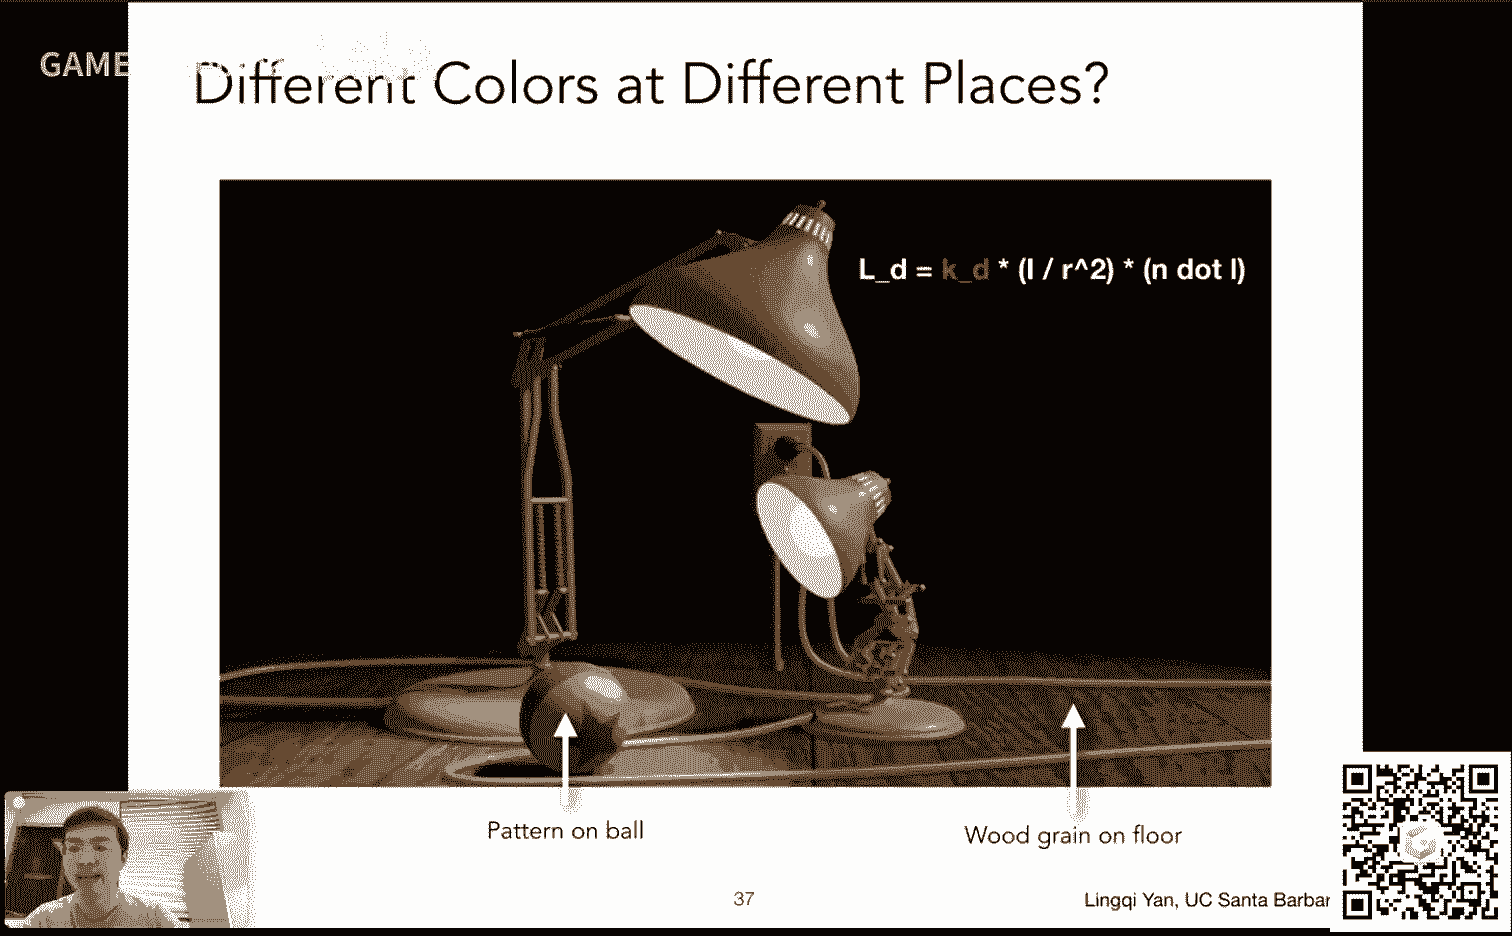 GAME
Different Colors at Different Places?
L_d = k_d * (I / r^2) * (n dot l)
Pattern on ball
Wood grain on floor
37
Lingqi Yan, UC Santa Barbar